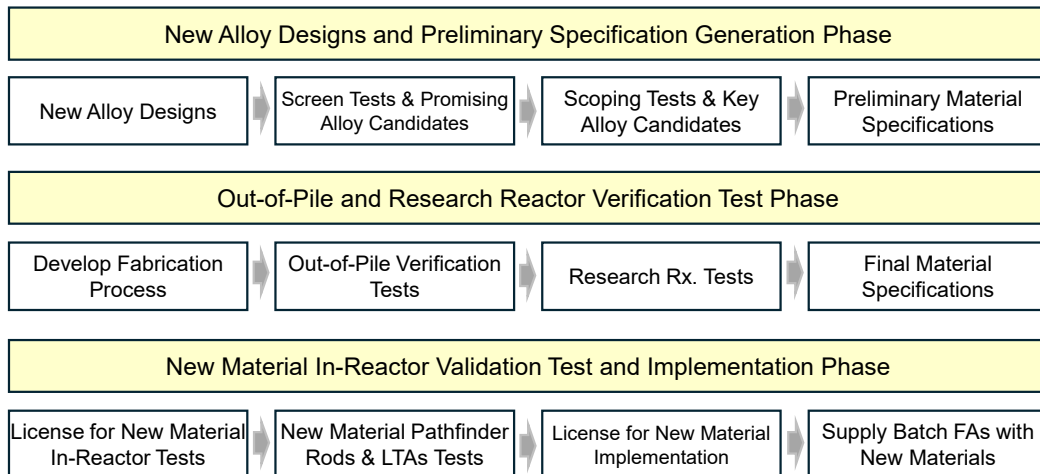 New Alloy Designs and Preliminary Specification Generation Phase
New Alloy Designs
Screen Tests & Promising
Alloy Candidates
Scoping Tests & Key
Alloy Candidates
Preliminary Material
Specifications
Out-of-Pile and Research Reactor Verification Test Phase
Develop Fabrication
Process
Out-of-Pile Verification
Tests
Research Rx. Tests
Final Material
Specifications
New Material In-Reactor Validation Test and Implementation Phase
License for New Material
In-Reactor Tests
New Material Pathfinder
Rods & LTAs Tests
License for New Material
Implementation
Supply Batch FAs with
New Materials